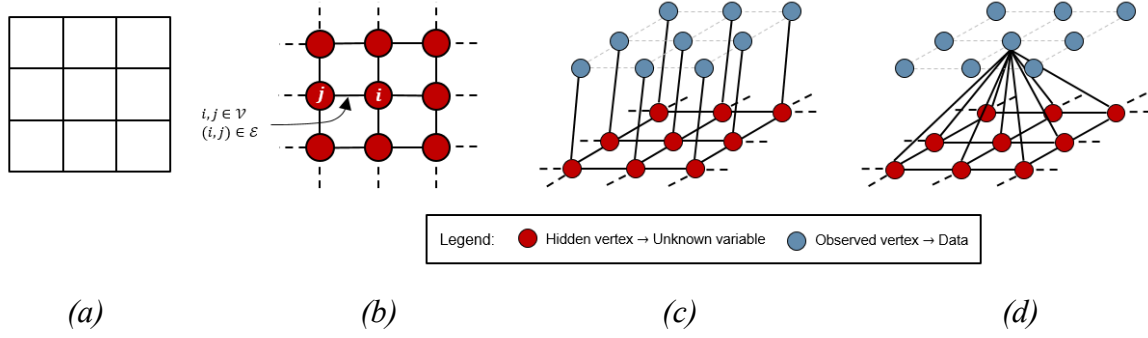 j
i
i, j ∈ 𝒱
(i, j) ∈ ℰ
Legend: Hidden vertex → Unknown variable Observed vertex → Data
(a) (b) (c) (d)